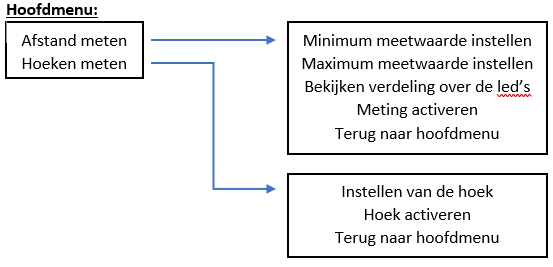 Hoofdmenu:
Afstand meten
Hoeken meten
Minimum meetwaarde instellen
Maximum meetwaarde instellen
Bekijken verdeling over de led’s
Meting activeren
Terug naar hoofdmenu
Instellen van de hoek
Hoek activeren
Terug naar hoofdmenu